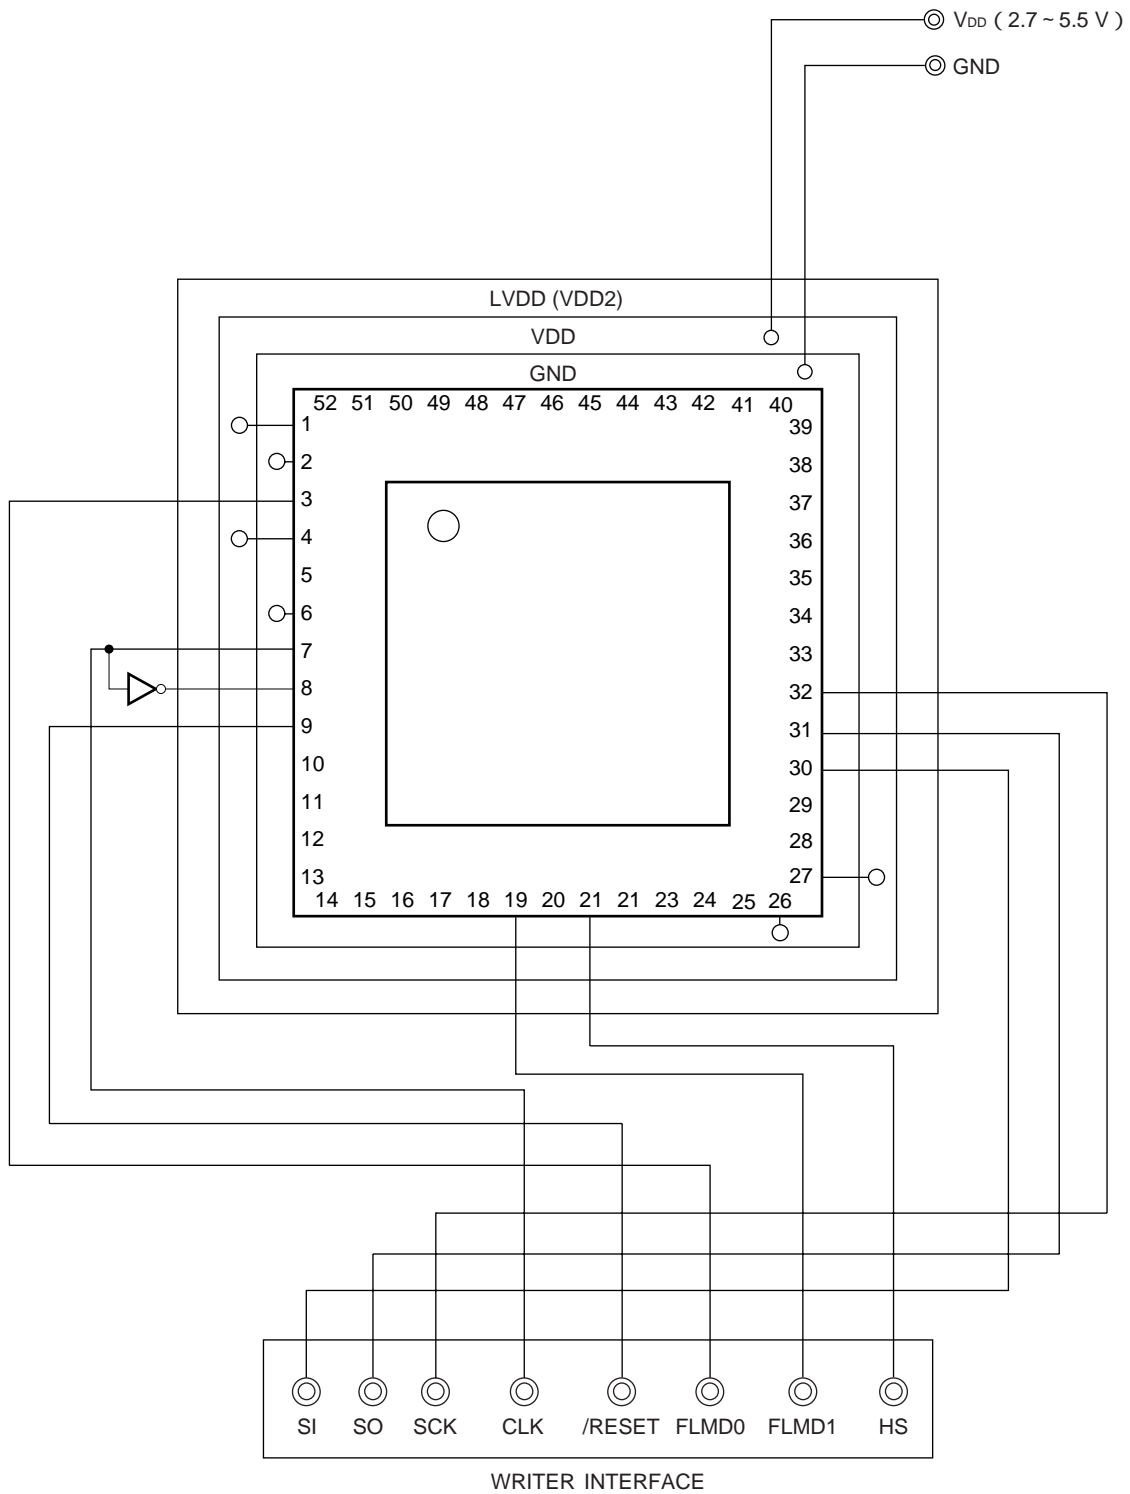 VDD ( 2.7 ~ 5.5 V )
GND
LVDD (VDD2)
VDD
GND
52 51 50 49 48 47 46 45 44 43 42 41 40
1 39
2 38
3 37
4 36
5 35
6 34
7 33
8 32
9 31
10 30
11 29
12 28
13 27
14 15 16 17 18 19 20 21 21 23 24 25 26
SI SO SCK CLK /RESET FLMD0 FLMD1 HS
WRITER INTERFACE